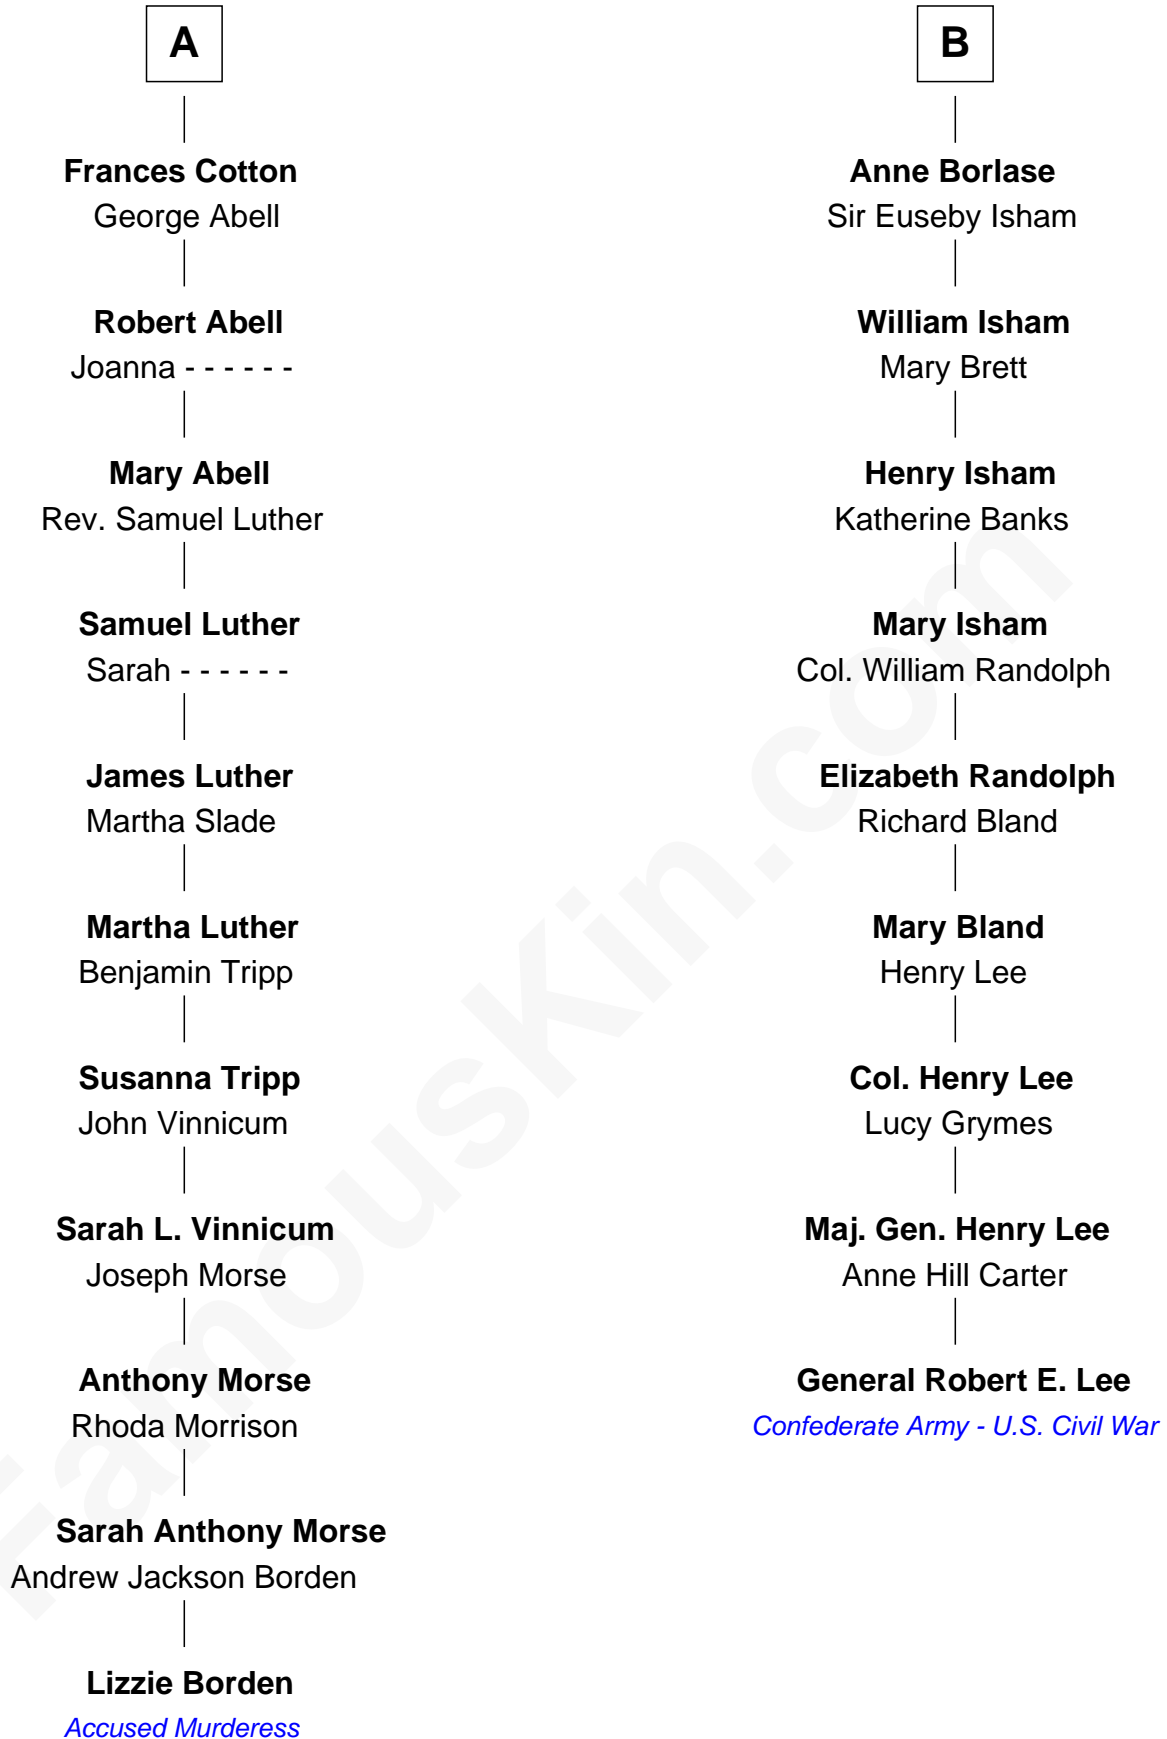 A
Frances Cotton
George Abell
Robert Abell
Joanna - - - - - -
Mary Abell
Rev. Samuel Luther
Samuel Luther
Sarah - - - - - -
James Luther
Martha Slade
Martha Luther
Benjamin Tripp
Susanna Tripp
John Vinnicum
Sarah L. Vinnicum
Joseph Morse
Anthony Morse
Rhoda Morrison
Sarah Anthony Morse
Andrew Jackson Borden
Lizzie Borden
Accused Murderess
B
Anne Borlase
Sir Euseby Isham
William Isham
Mary Brett
Henry Isham
Katherine Banks
Mary Isham
Col. William Randolph
Elizabeth Randolph
Richard Bland
Mary Bland
Henry Lee
Col. Henry Lee
Lucy Grymes
Maj. Gen. Henry Lee
Anne Hill Carter
General Robert E. Lee
Confederate Army - U.S. Civil War
FamousKin.com